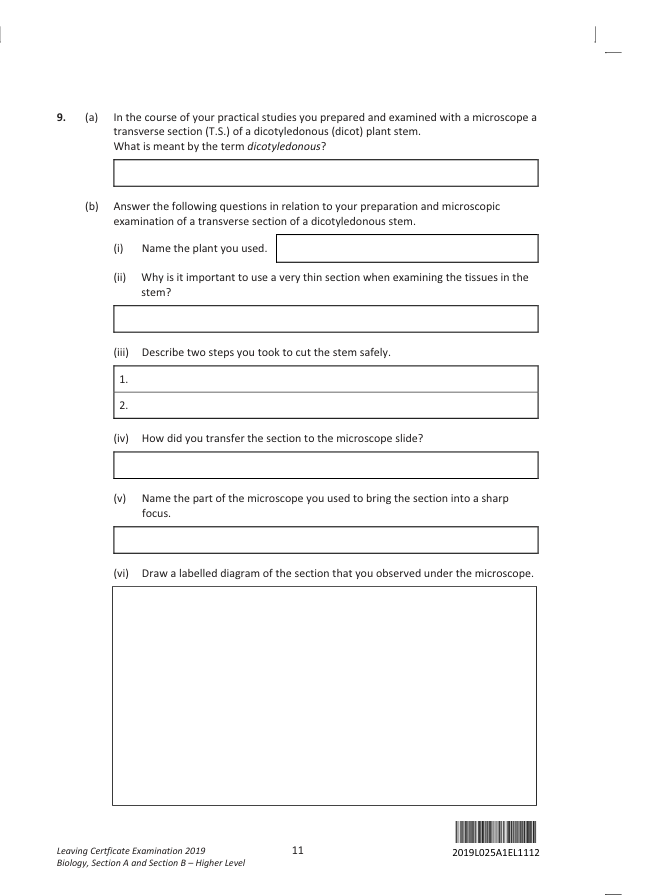 9. (a) In the course of your practical studies you prepared and examined with a microscope a
transverse section (T.S.) of a dicotyledonous (dicot) plant stem.
What is meant by the term dicotyledonous?
(b) Answer the following questions in relation to your preparation and microscopic
examination of a transverse section of a dicotyledonous stem.
(i) Name the plant you used.
(ii) Why is it important to use a very thin section when examining the tissues in the
stem?
(iii) Describe two steps you took to cut the stem safely.
1.
2.
(iv) How did you transfer the section to the microscope slide?
(v) Name the part of the microscope you used to bring the section into a sharp
focus.
(vi) Draw a labelled diagram of the section that you observed under the microscope.
Leaving Certficate Examination 2019
Biology, Section A and Section B – Higher Level
11
2019L025A1EL1112